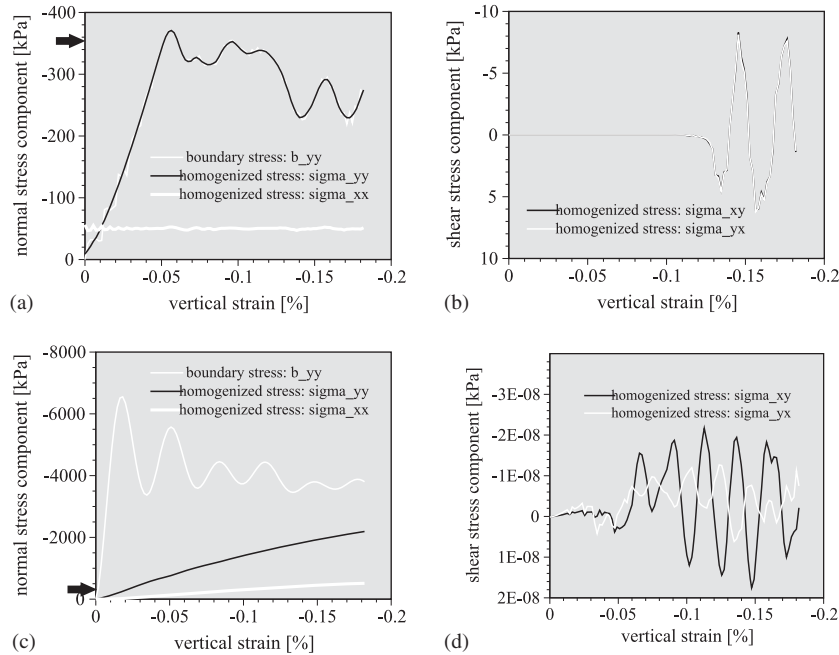 -400
-300
-200
-100
0
normal stress component [kPa]
boundary stress: b_yy
homogenized stress: sigma_yy
homogenized stress: sigma_xx
0 -0.05 -0.1 -0.15 -0.2
vertical strain [%]
(a)
-10
-5
0
5
10
shear stress component [kPa]
homogenized stress: sigma_xy
homogenized stress: sigma_yx
0 -0.05 -0.1 -0.15 -0.2
vertical strain [%]
(b)
-8000
-6000
-4000
-2000
0
normal stress component [kPa]
boundary stress: b_yy
homogenized stress: sigma_yy
homogenized stress: sigma_xx
0 -0.05 -0.1 -0.15 -0.2
vertical strain [%]
(c)
-3E-08
-2E-08
-1E-08
0
1E-08
2E-08
shear stress component [kPa]
homogenized stress: sigma_xy
homogenized stress: sigma_yx
0 -0.05 -0.1 -0.15 -0.2
vertical strain [%]
(d)